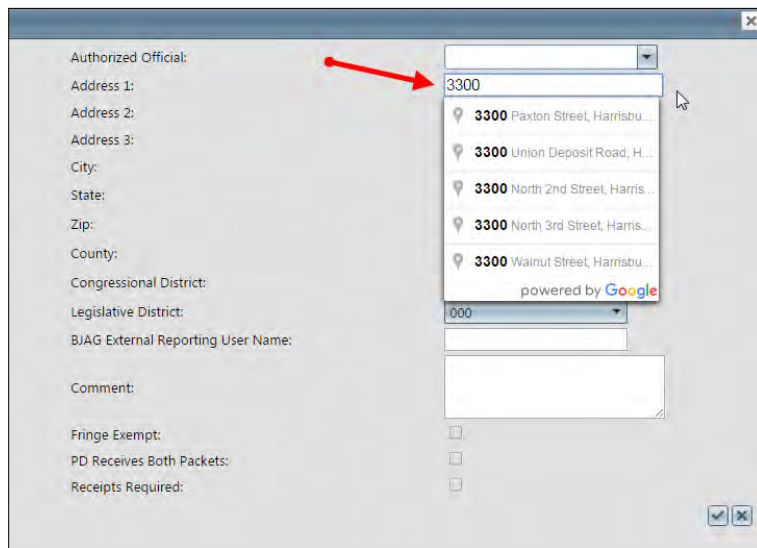 Authorized Official:
Address 1: 3300
Address 2: 3300 Paxton Street, Harrisbu...
Address 3: 3300 Union Deposit Road, H...
City:
State: 3300 North 2nd Street, Harris...
Zip: 3300 North 3rd Street, Harris...
County: 3300 Walnut Street, Harrisbu...
Congressional District: powered by Google
Legislative District: 000
BJAG External Reporting User Name:
Comment:
Fringe Exempt:
PD Receives Both Packets:
Receipts Required: